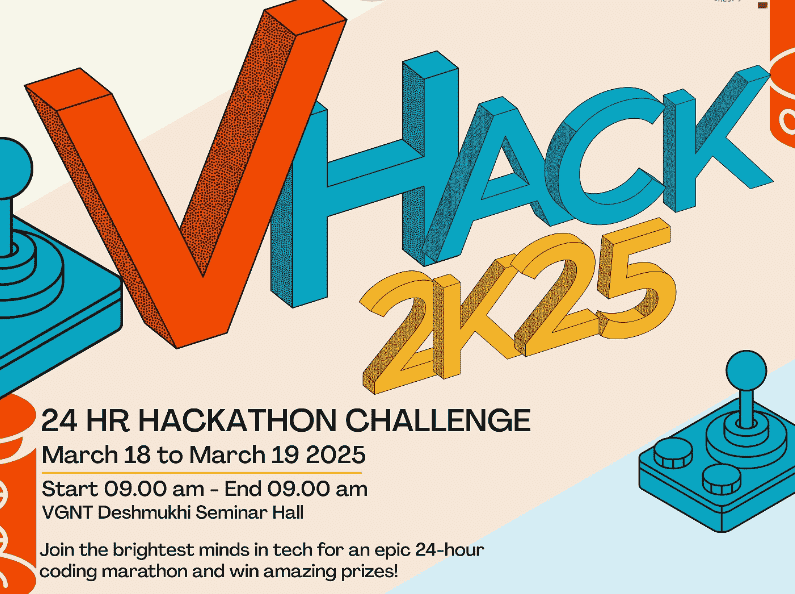 VHACK
2K25
24 HR HACKATHON CHALLENGE
March 18 to March 19 2025
Start 09.00 am - End 09.00 am
VGNT Deshmukhi Seminar Hall
Join the brightest minds in tech for an epic 24-hour
coding marathon and win amazing prizes!